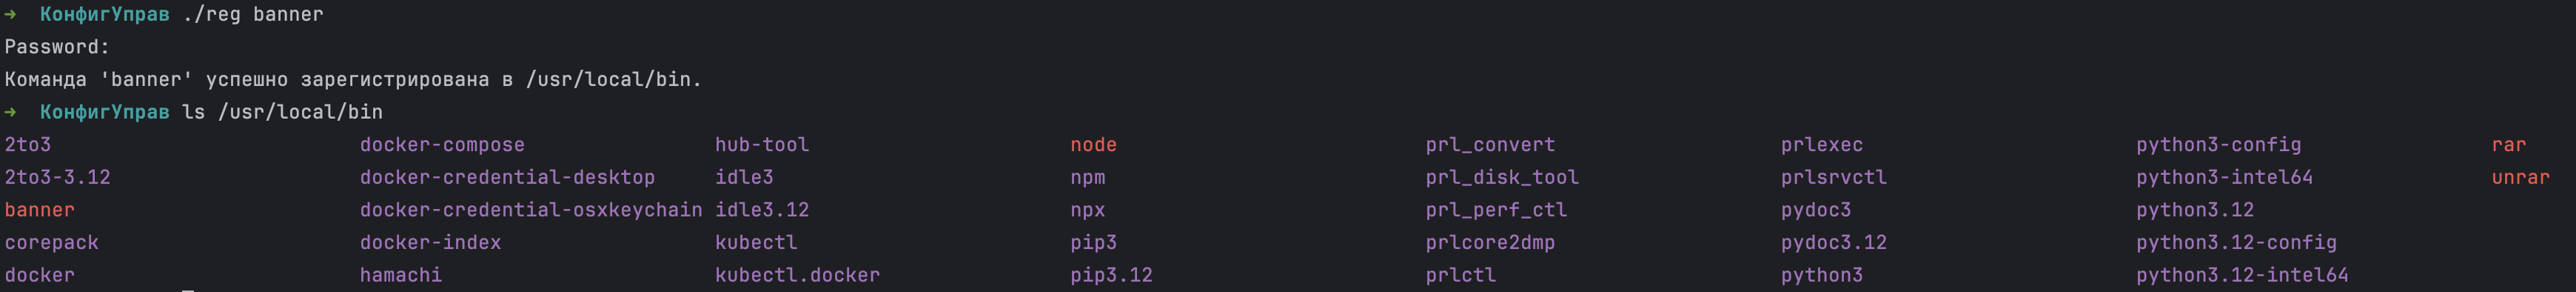 ➜  КонфигУправ ./reg banner
Password:
Команда 'banner' успешно зарегистрирована в /usr/local/bin.
➜  КонфигУправ ls /usr/local/bin
2to3 docker-compose hub-tool node prl_convert prlexec python3-config rar
2to3-3.12 docker-credential-desktop idle3 npm prl_disk_tool prlsrvctl python3-intel64 unrar
banner docker-credential-osxkeychain idle3.12 npx prl_perf_ctl pydoc3 python3.12
corepack docker-index kubectl pip3 prlcore2dmp pydoc3.12 python3.12-config
docker hamachi kubectl.docker pip3.12 prlctl python3 python3.12-intel64